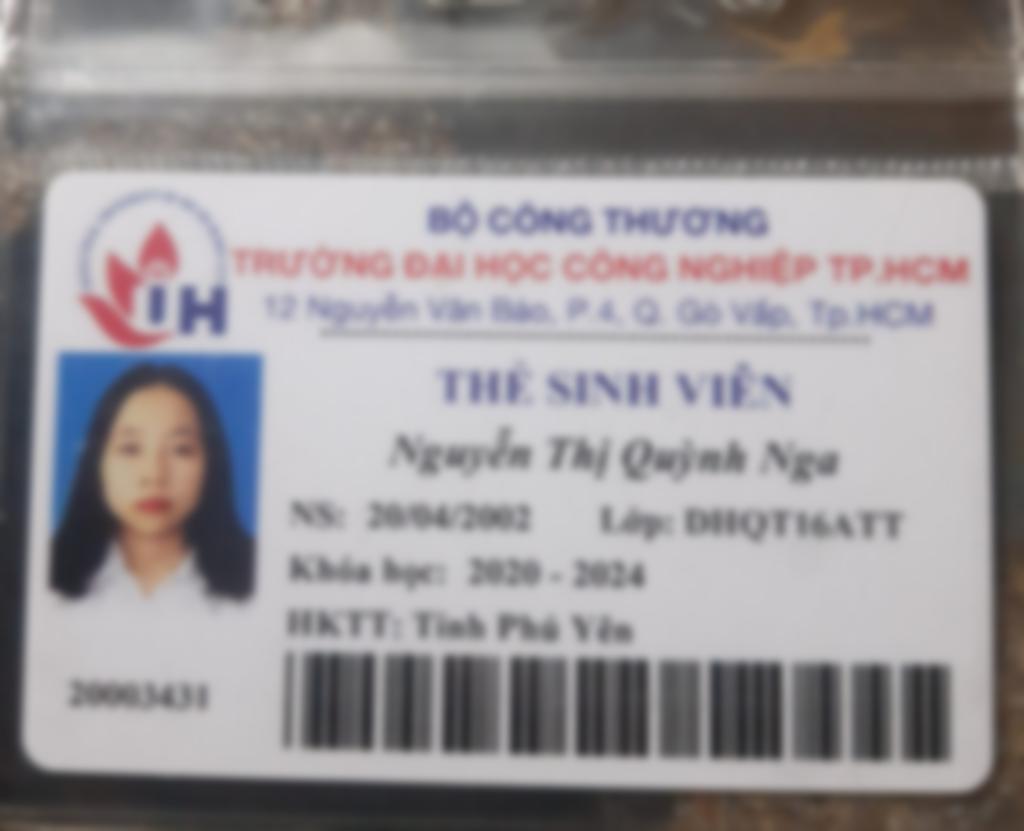 BỘ CÔNG THƯƠNG
TRƯỜNG ĐẠI HỌC CÔNG NGHIỆP TP.HCM
12 Nguyễn Văn Bảo, P.4, Q. Gò Vấp, Tp.HCM
IUH
THẺ SINH VIÊN
Nguyễn Thị Quỳnh Nga
NS: 20/04/2002 Lớp: DHQT16ATT
Khóa học: 2020 - 2024
HKTT: Tỉnh Phú Yên
20003431